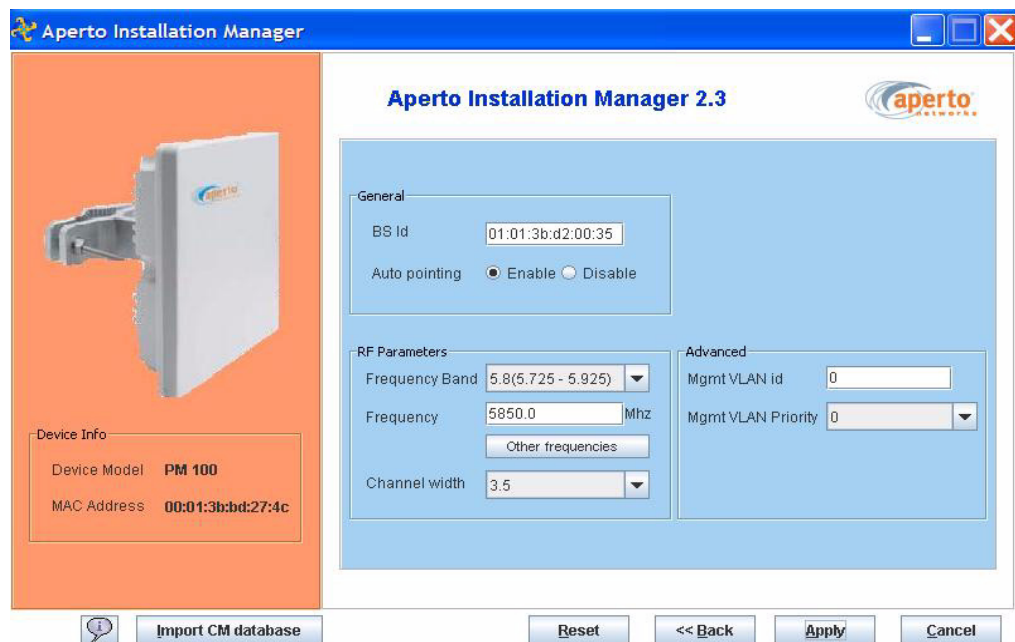 Aperto Installation Manager
Aperto Installation Manager 2.3
aperto
networks
aperto
General
BS Id 01:01:3b:d2:00:35
Auto pointing Enable Disable
RF Parameters
Frequency Band 5.8(5.725 - 5.925)
Frequency 5850.0 Mhz
Other frequencies
Channel width 3.5
Advanced
Mgmt VLAN id 0
Mgmt VLAN Priority 0
Device Info
Device Model PM 100
MAC Address 00:01:3b:bd:27:4c
Import CM database
Reset
<< Back
Apply
Cancel